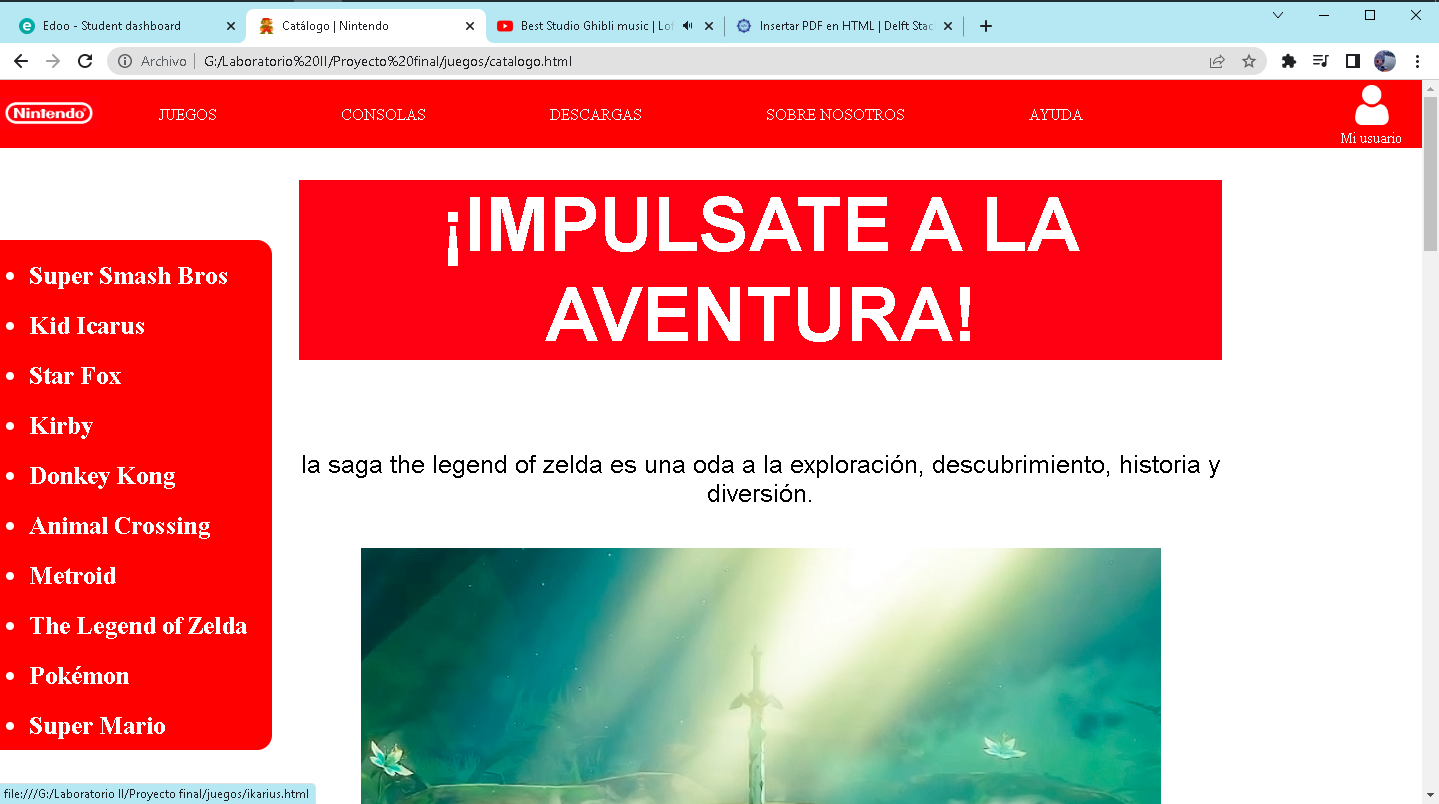 Edoo - Student dashboard
Catálogo | Nintendo
Best Studio Ghibli music | Lof
Insertar PDF en HTML | Delft Stac
Archivo
G:/Laboratorio%20II/Proyecto%20final/juegos/catalogo.html
Nintendo
JUEGOS
CONSOLAS
DESCARGAS
SOBRE NOSOTROS
AYUDA
Mi usuario
¡IMPULSATE A LA
AVENTURA!
Super Smash Bros
Kid Icarus
Star Fox
Kirby
Donkey Kong
Animal Crossing
Metroid
The Legend of Zelda
Pokémon
Super Mario
la saga the legend of zelda es una oda a la exploración, descubrimiento, historia y
diversión.
file:///G:/Laboratorio II/Proyecto final/juegos/ikarius.html